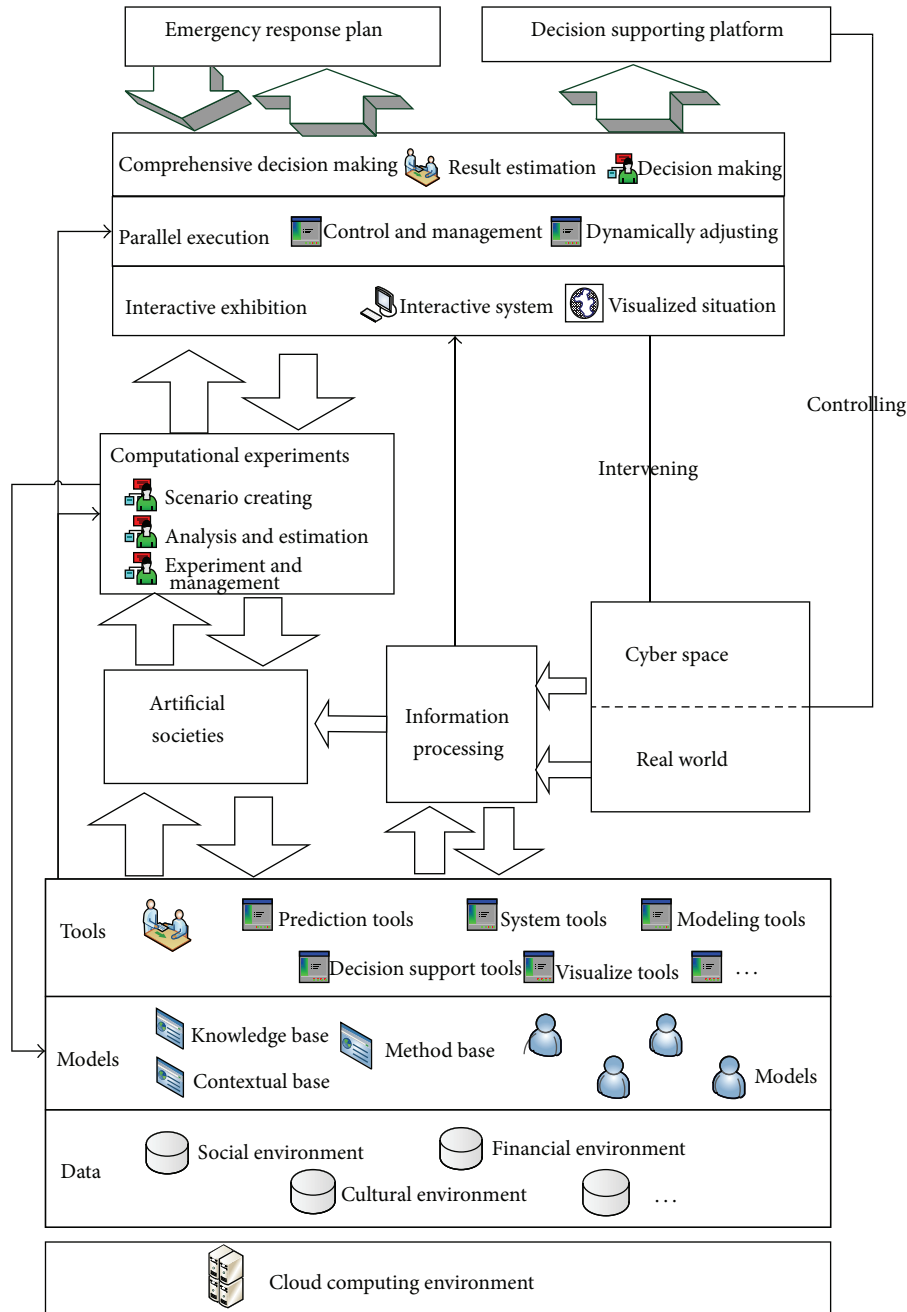 Emergency response plan
Decision supporting platform
Comprehensive decision making
Result estimation
Decision making
Parallel execution
Control and management
Dynamically adjusting
Interactive exhibition
Interactive system
Visualized situation
Controlling
Computational experiments
Scenario creating
Analysis and estimation
Experiment and
management
Intervening
Artificial
societies
Information
processing
Cyber space
Real world
Tools
Prediction tools
System tools
Modeling tools
Decision support tools
Visualize tools
...
Models
Knowledge base
Method base
Contextual base
Models
Data
Social environment
Financial environment
Cultural environment
...
Cloud computing environment